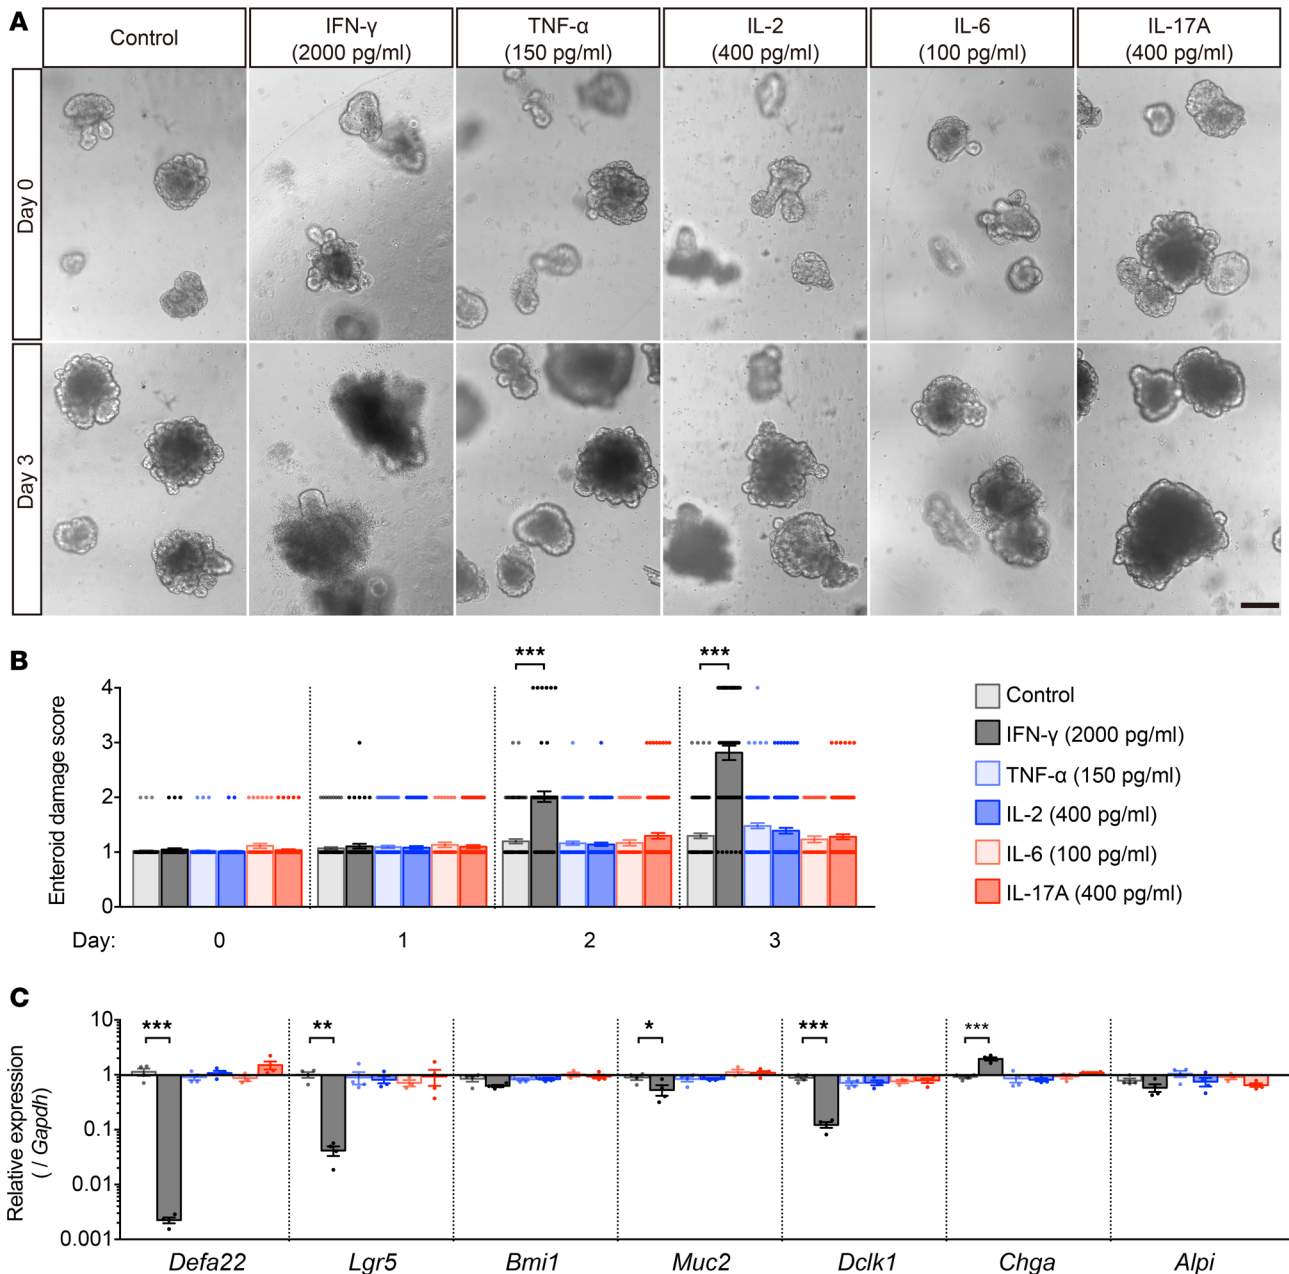 A
Control
IFN-γ
(2000 pg/ml)
TNF-α
(150 pg/ml)
IL-2
(400 pg/ml)
IL-6
(100 pg/ml)
IL-17A
(400 pg/ml)
Day 0
Day 3
B
Enteroid damage score
4
3
2
1
0
***
***
Day:
0
1
2
3
Control
IFN-γ (2000 pg/ml)
TNF-α (150 pg/ml)
IL-2 (400 pg/ml)
IL-6 (100 pg/ml)
IL-17A (400 pg/ml)
C
Relative expression
( / Gapdh)
10
1
0.1
0.01
0.001
***
**
*
***
***
Defa22
Lgr5
Bmi1
Muc2
Dclk1
Chga
Alpi